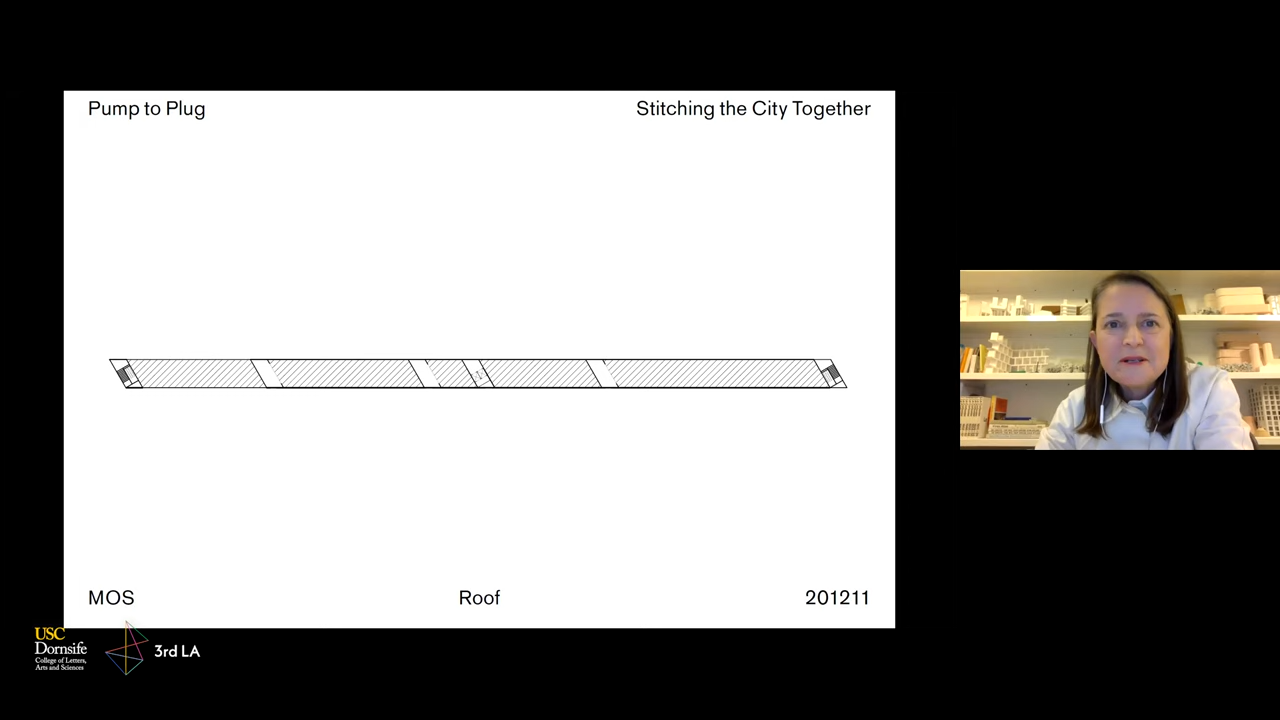 Pump to Plug
Stitching the City Together
MOS
Roof
201211
USC
Dornsife
College of Letters,
Arts and Sciences
3rd LA